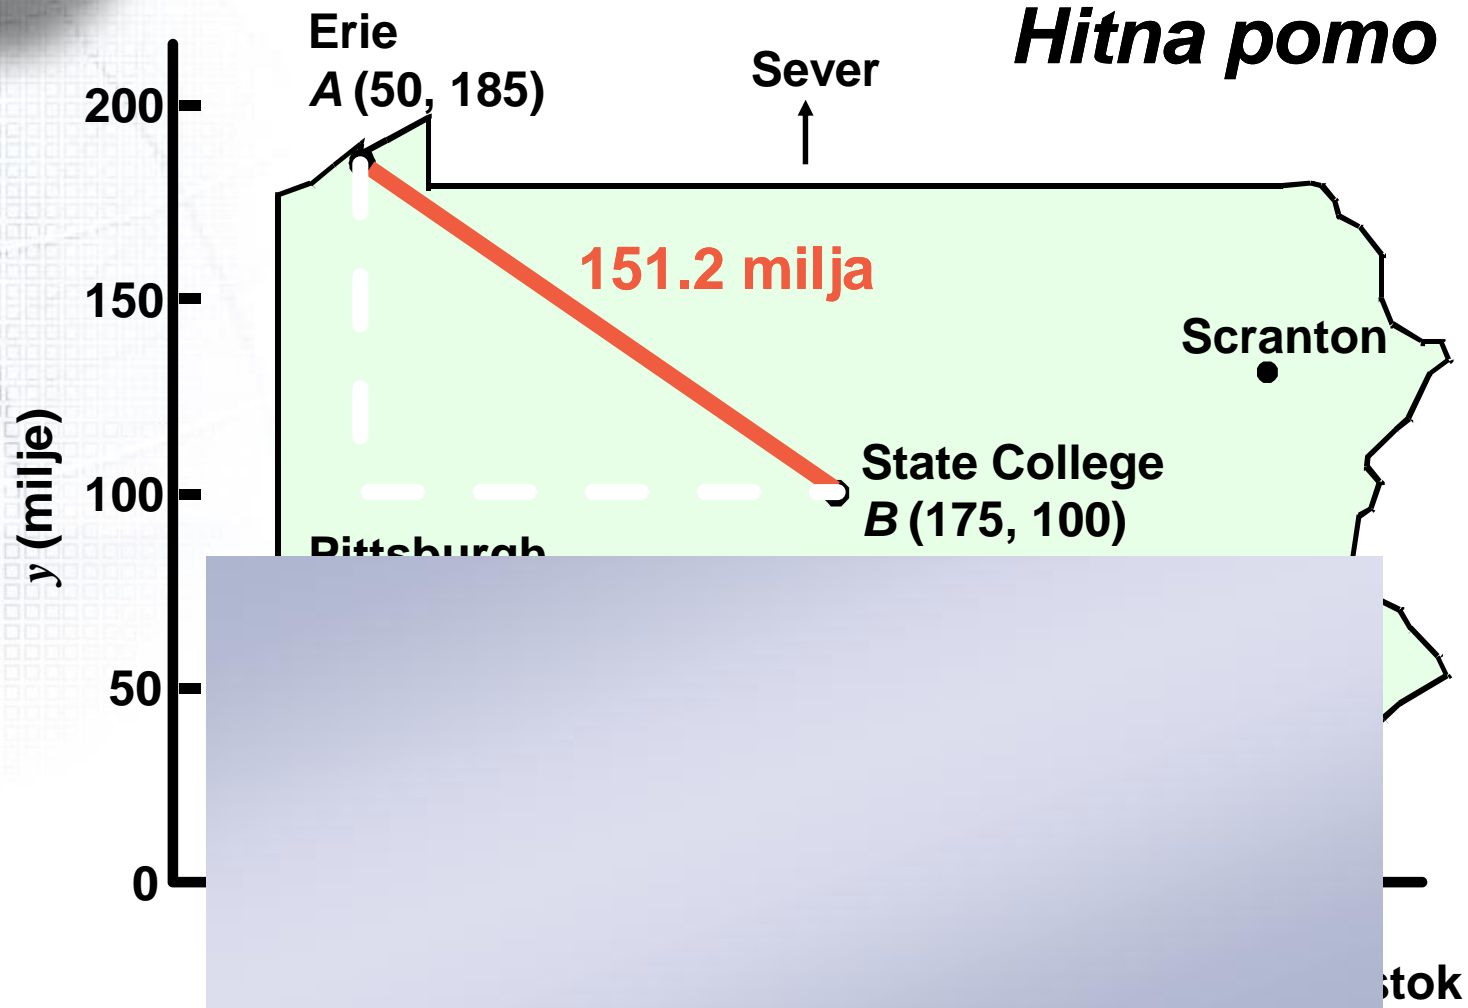 Hitna pomo
Erie
A (50, 185)
Sever
200
151.2 milja
150
Scranton
y (milje)
State College
100
B (175, 100)
Pittsburgh
50
0
stok